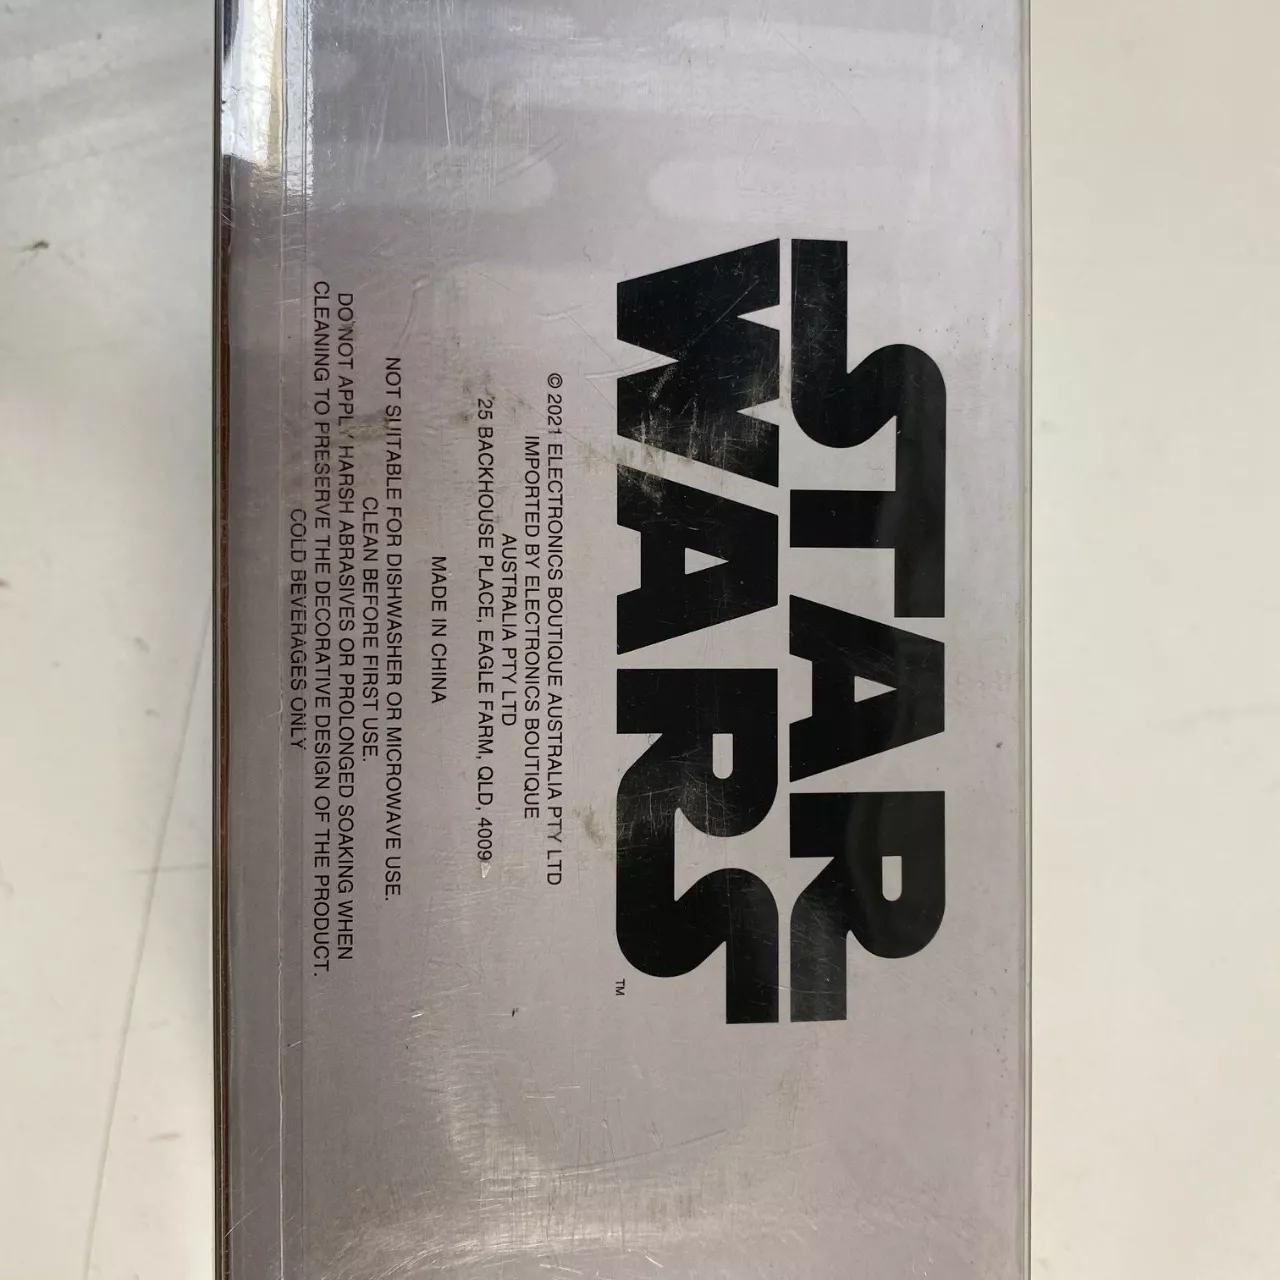 STAR
WARS
TM
© 2021 ELECTRONICS BOUTIQUE AUSTRALIA PTY LTD
IMPORTED BY ELECTRONICS BOUTIQUE
AUSTRALIA PTY LTD
25 BACKHOUSE PLACE, EAGLE FARM, QLD, 4009
MADE IN CHINA
NOT SUITABLE FOR DISHWASHER OR MICROWAVE USE.
CLEAN BEFORE FIRST USE.
DO NOT APPLY HARSH ABRASIVES OR PROLONGED SOAKING WHEN
CLEANING TO PRESERVE THE DECORATIVE DESIGN OF THE PRODUCT.
COLD BEVERAGES ONLY